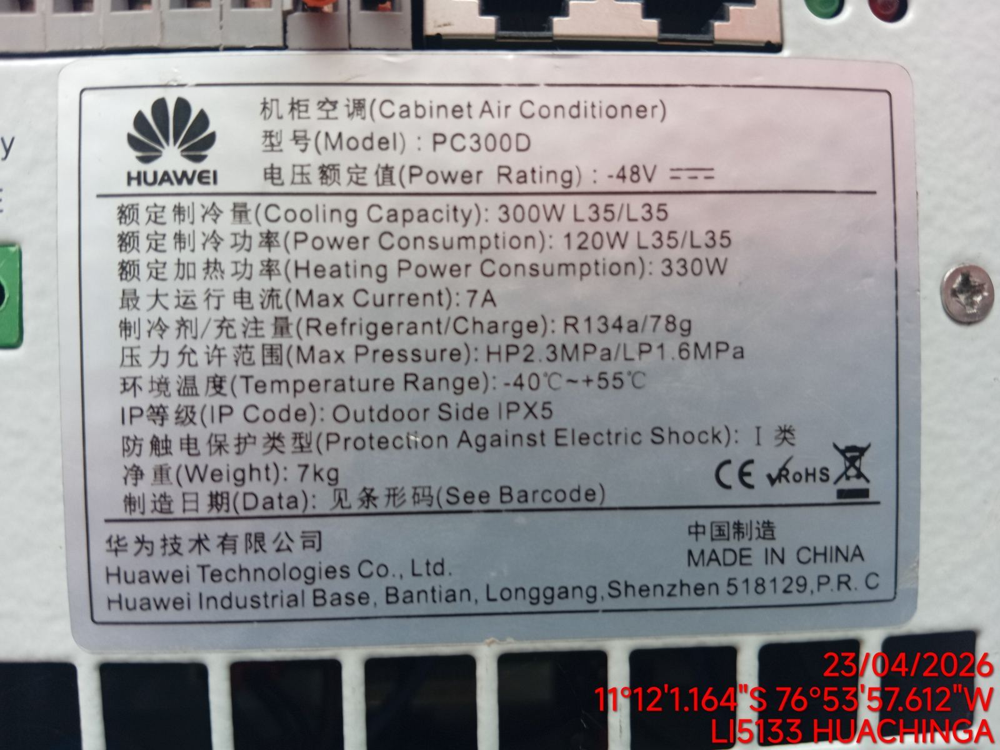 y
HUAWEI
机柜空调(Cabinet Air Conditioner)
型号(Model) : PC300D
电压额定值(Power Rating) : -48V
额定制冷量(Cooling Capacity): 300W L35/L35
额定制冷功率(Power Consumption): 120W L35/L35
额定加热功率(Heating Power Consumption): 330W
最大运行电流(Max Current): 7A
制冷剂/充注量(Refrigerant/Charge): R134a/78g
压力允许范围(Max Pressure): HP2.3MPa/LP1.6MPa
环境温度(Temperature Range): -40℃~+55℃
IP等级(IP Code): Outdoor Side IPX5
防触电保护类型(Protection Against Electric Shock): I 类
净重(Weight): 7kg
CE RoHS
制造日期(Data): 见条形码(See Barcode)
华为技术有限公司
中国制造
Huawei Technologies Co., Ltd.
MADE IN CHINA
Huawei Industrial Base, Bantian, Longgang,Shenzhen 518129,P.R. C
23/04/2026
11°12'1.164"S 76°53'57.612"W
LI5133 HUACHINGA